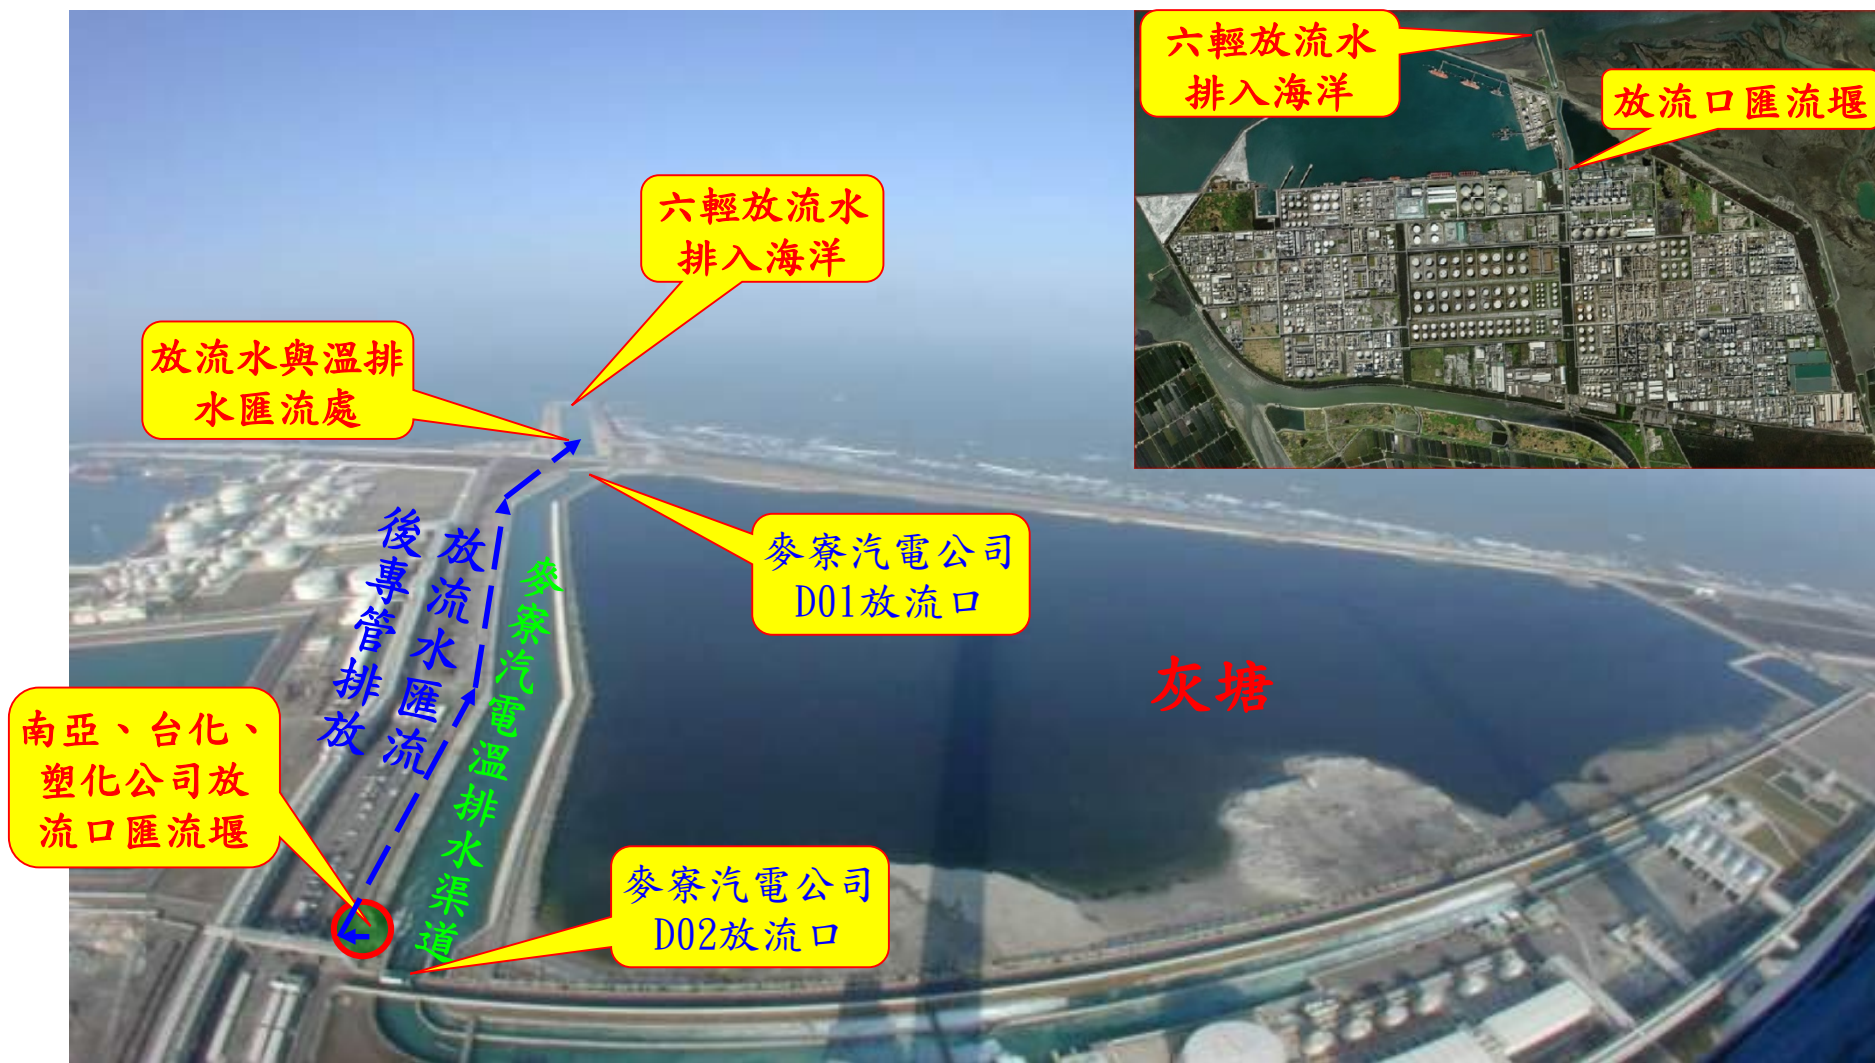 六輕放流水
排入海洋
放流口匯流堰
六輕放流水
排入海洋
放流水與溫排
水匯流處
麥寮汽電公司
D01放流口
放流水匯流
後專管排放
麥寮汽電溫排水渠道
灰塘
南亞、台化、
塑化公司放
流口匯流堰
麥寮汽電公司
D02放流口